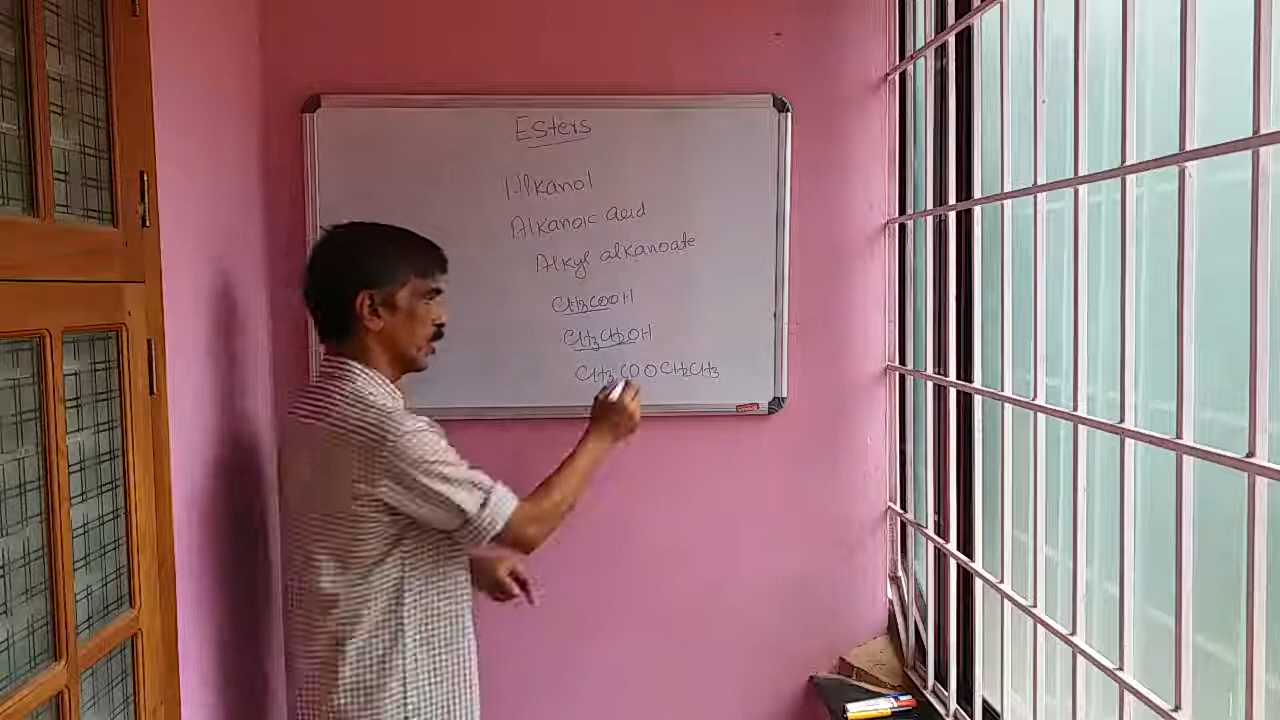 Esters
Alkanol
Alkanoic acid
Alkyl alkanoate
CH3COOH
CH3CH2OH
CH3COOCH2CH3